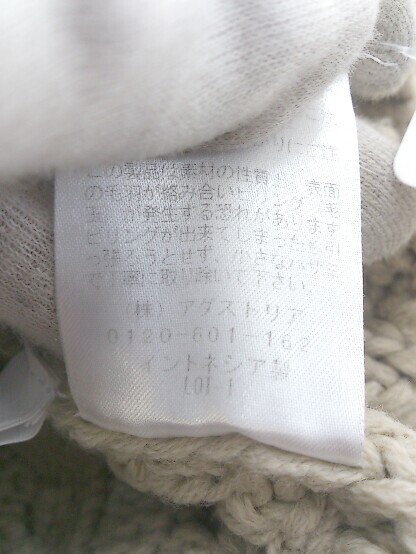 この製品は素材の性質上、表面
の毛羽が絡み合いピリング(毛
玉)が発生する恐れがあります
ピリングが出来てしまったら引
っ張ろうとせず、小さなハサミ
で丁寧に取り除いて下さい。
(株)アダストリア
0120-601-162
インドネシア製
LOT-1